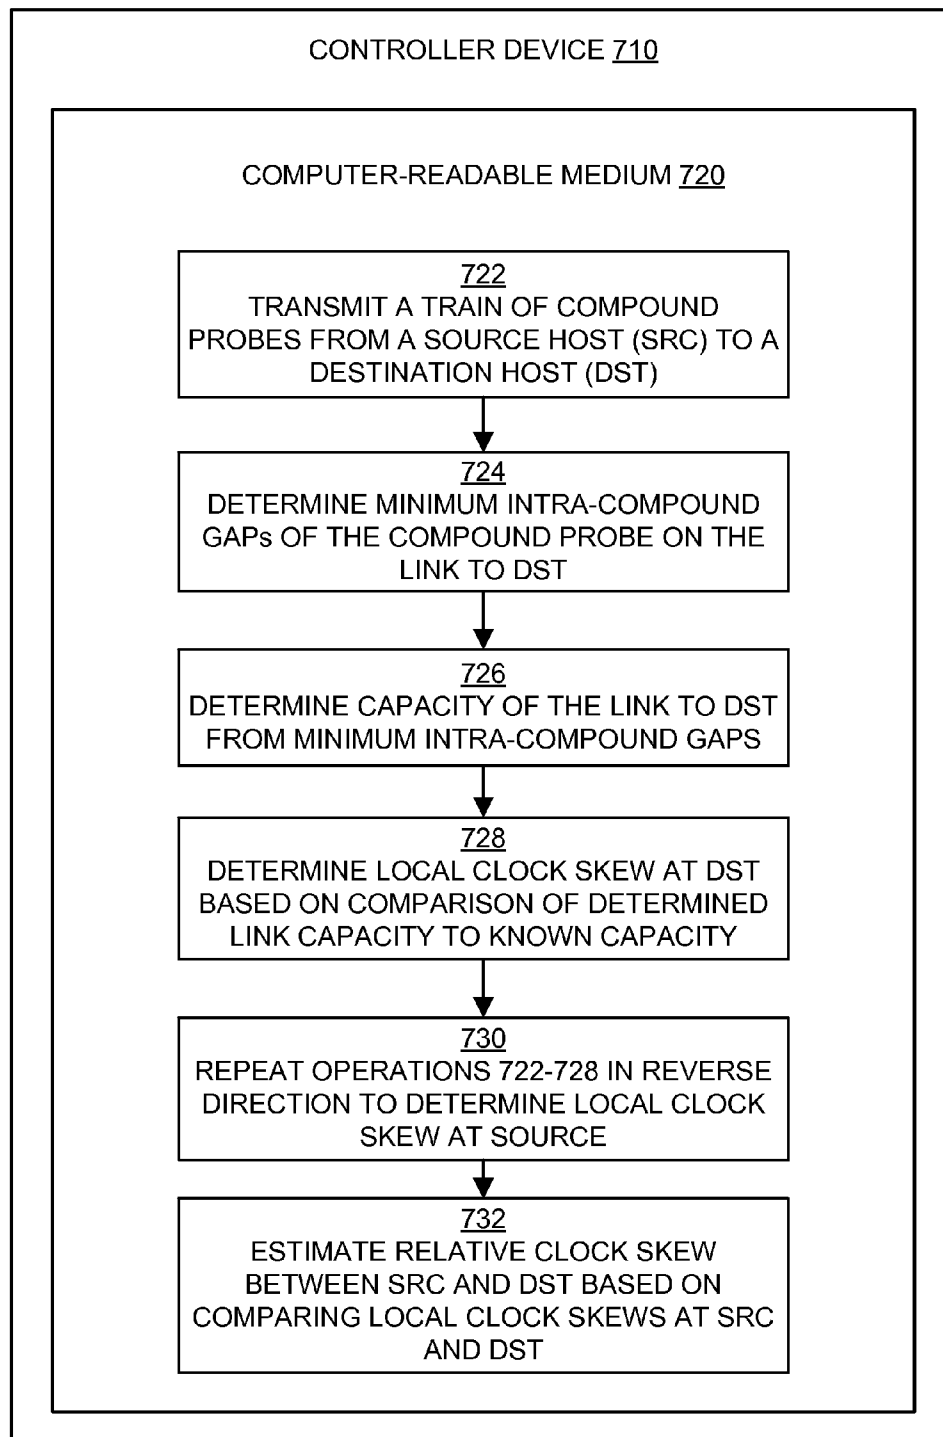 CONTROLLER DEVICE 710
COMPUTER-READABLE MEDIUM 720
722
TRANSMIT A TRAIN OF COMPOUND
PROBES FROM A SOURCE HOST (SRC) TO A
DESTINATION HOST (DST)
724
DETERMINE MINIMUM INTRA-COMPOUND
GAPs OF THE COMPOUND PROBE ON THE
LINK TO DST
726
DETERMINE CAPACITY OF THE LINK TO DST
FROM MINIMUM INTRA-COMPOUND GAPS
728
DETERMINE LOCAL CLOCK SKEW AT DST
BASED ON COMPARISON OF DETERMINED
LINK CAPACITY TO KNOWN CAPACITY
730
REPEAT OPERATIONS 722-728 IN REVERSE
DIRECTION TO DETERMINE LOCAL CLOCK
SKEW AT SOURCE
732
ESTIMATE RELATIVE CLOCK SKEW
BETWEEN SRC AND DST BASED ON
COMPARING LOCAL CLOCK SKEWS AT SRC
AND DST